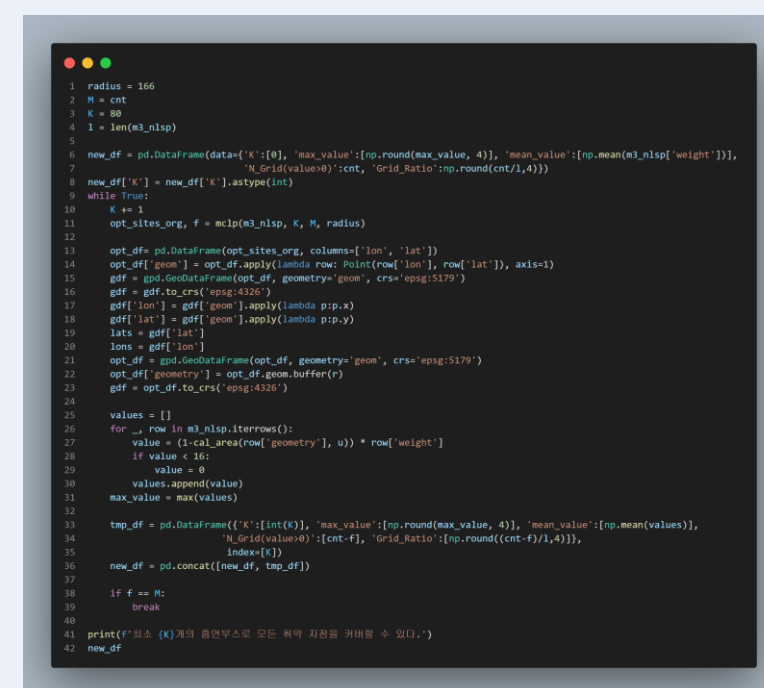 1 radius = 166
2 M = cnt
3 K = 80
4 l = len(m3_nlsp)
5
6 new_df = pd.DataFrame(data={'K':[0], 'max_value':[np.round(max_value, 4)], 'mean_value':[np.mean(m3_nlsp['weight'])],
7 'N_Grid(value>0)':cnt, 'Grid_Ratio':np.round(cnt/l,4)})
8 new_df['K'] = new_df['K'].astype(int)
9 while True:
10 K += 1
11 opt_sites_org, f = mclp(m3_nlsp, K, M, radius)
12
13 opt_df= pd.DataFrame(opt_sites_org, columns=['lon', 'lat'])
14 opt_df['geom'] = opt_df.apply(lambda row: Point(row['lon'], row['lat']), axis=1)
15 gdf = gpd.GeoDataFrame(opt_df, geometry='geom', crs='epsg:5179')
16 gdf = gdf.to_crs('epsg:4326')
17 gdf['lon'] = gdf['geom'].apply(lambda p:p.x)
18 gdf['lat'] = gdf['geom'].apply(lambda p:p.y)
19 lats = gdf['lat']
20 lons = gdf['lon']
21 opt_df = gpd.GeoDataFrame(opt_df, geometry='geom', crs='epsg:5179')
22 opt_df['geometry'] = opt_df.geom.buffer(r)
23 gdf = opt_df.to_crs('epsg:4326')
24
25 values = []
26 for _, row in m3_nlsp.iterrows():
27 value = (1-cal_area(row['geometry'], u)) * row['weight']
28 if value < 16:
29 value = 0
30 values.append(value)
31 max_value = max(values)
32
33 tmp_df = pd.DataFrame({'K':[int(K)], 'max_value':[np.round(max_value, 4)], 'mean_value':[np.mean(values)],
34 'N_Grid(value>0)':[cnt-f], 'Grid_Ratio':[np.round((cnt-f)/l,4)]},
35 index=[K])
36 new_df = pd.concat([new_df, tmp_df])
37
38 if f == M:
39 break
40
41 print(f'최소 {K}개의 흡연부스로 모든 취약 지점을 커버할 수 있다.')
42 new_df